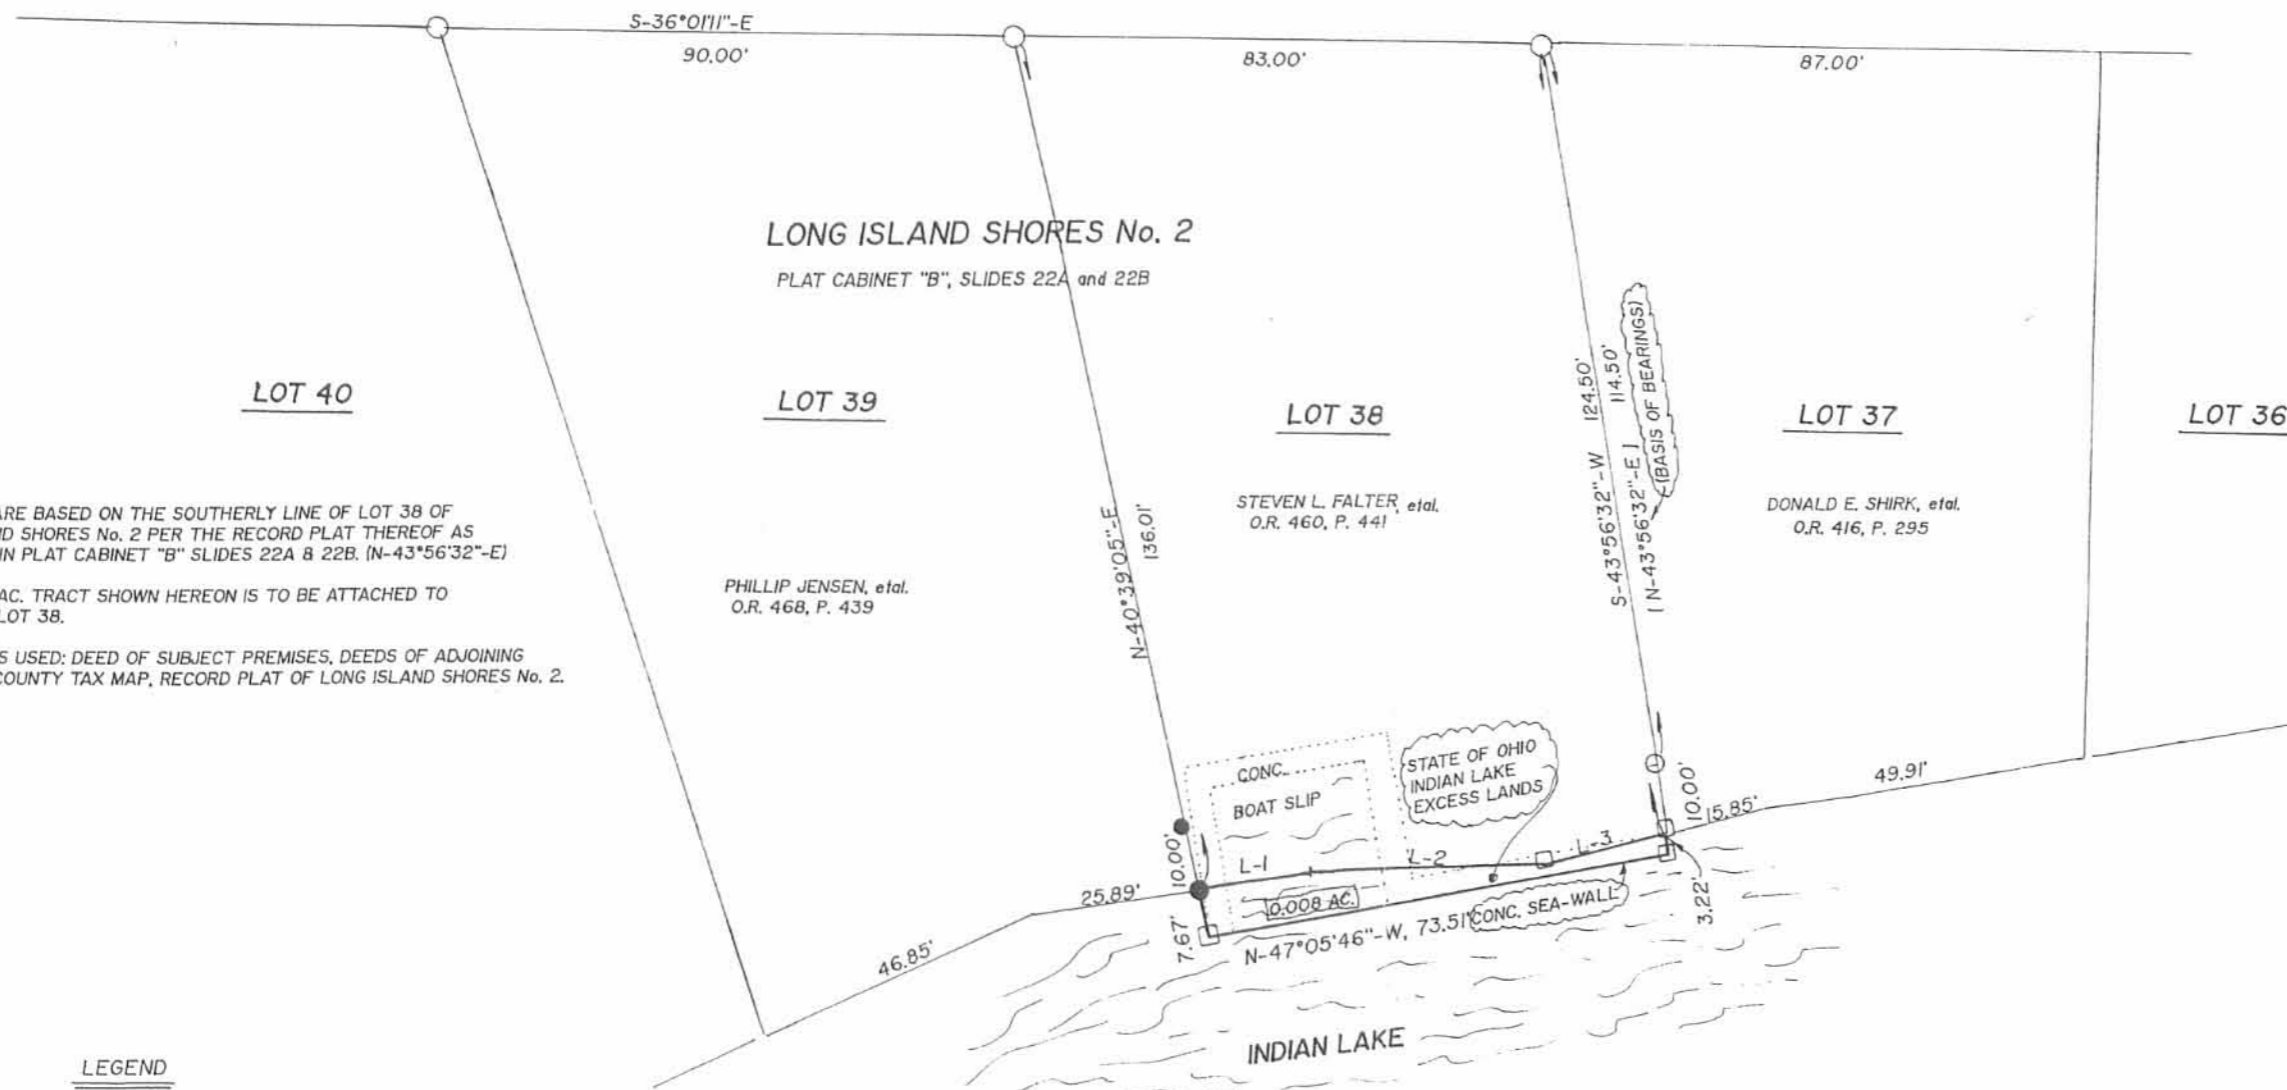 S-36°01'11"-E
90.00'
83.00'
87.00'
LONG ISLAND SHORES No. 2
PLAT CABINET "B", SLIDES 22A and 22B
LOT 40
LOT 39
LOT 38
LOT 37
LOT 36
N-40°39'05"-E
136.01'
S-43°56'32"-W 124.50'
[N-43°56'32"-E] 114.50'
(BASIS OF BEARINGS)
ARE BASED ON THE SOUTHERLY LINE OF LOT 38 OF
D SHORES No. 2 PER THE RECORD PLAT THEREOF AS
IN PLAT CABINET "B" SLIDES 22A & 22B. (N-43°56'32"-E)
AC. TRACT SHOWN HEREON IS TO BE ATTACHED TO
LOT 38.
S USED: DEED OF SUBJECT PREMISES, DEEDS OF ADJOINING
COUNTY TAX MAP, RECORD PLAT OF LONG ISLAND SHORES No. 2.
PHILLIP JENSEN, etal.
O.R. 468, P. 439
STEVEN L. FALTER, etal.
O.R. 460, P. 441
DONALD E. SHIRK, etal.
O.R. 416, P. 295
CONC.
BOAT SLIP
STATE OF OHIO
INDIAN LAKE
EXCESS LANDS
10.00'
15.85'
49.91'
L-1
L-2
L-3
10.00'
25.89'
46.85'
7.67'
0.008 AC.
N-47°05'46"-W, 73.51'
CONC. SEA-WALL
3.22'
INDIAN LAKE
LEGEND